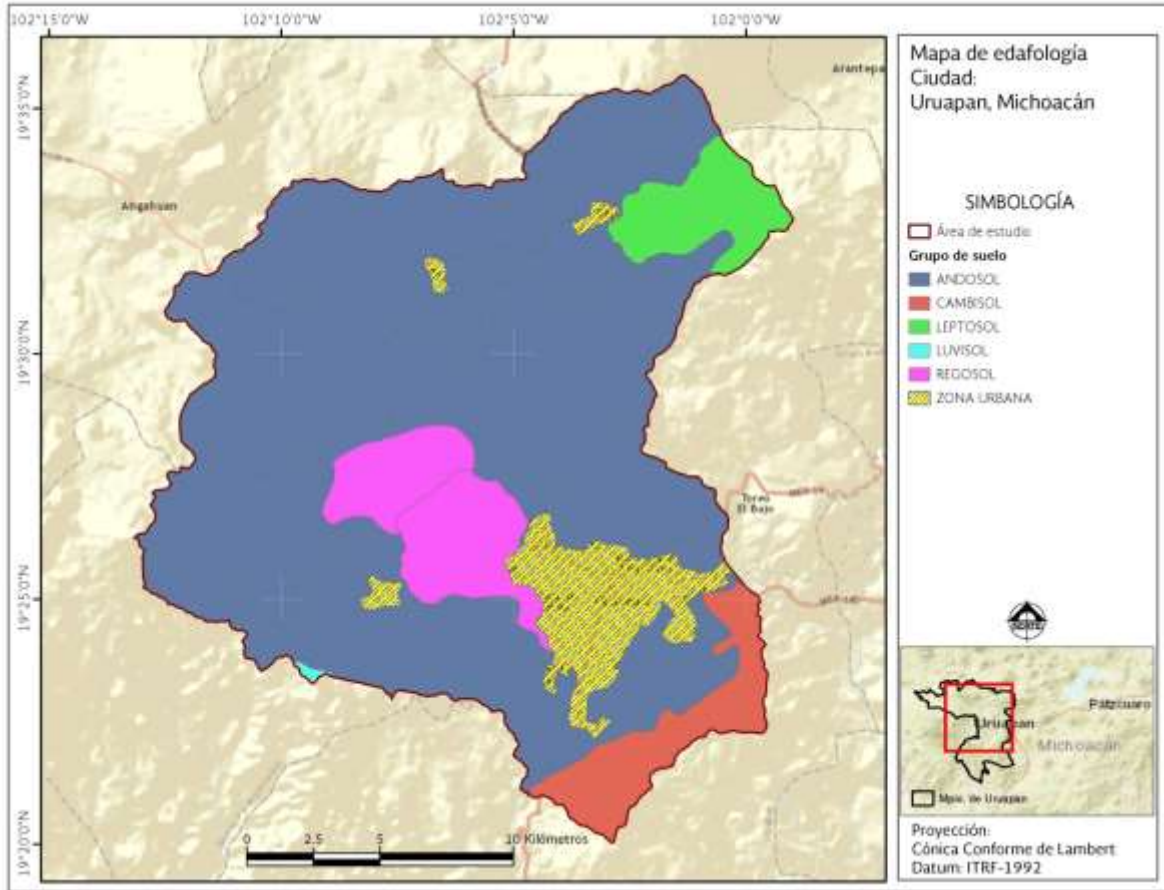 102°15'0"W
102°10'0"W
102°5'0"W
102°0'0"W
19°35'0"N
19°30'0"N
19°25'0"N
19°20'0"N
Arantepa
Angahuan
Toreo
El Bajo
0 2.5 5 10 Kilómetros
Mapa de edafología
Ciudad:
Uruapan, Michoacán
SIMBOLOGÍA
Área de estudio
Grupo de suelo
ANDOSOL
CAMBISOL
LEPTOSOL
LUVISOL
REGOSOL
ZONA URBANA
NORTE
Pátzcuaro
Uruapan
Michoacán
Mpio. de Uruapan
Proyección:
Cónica Conforme de Lambert
Datum: ITRF-1992